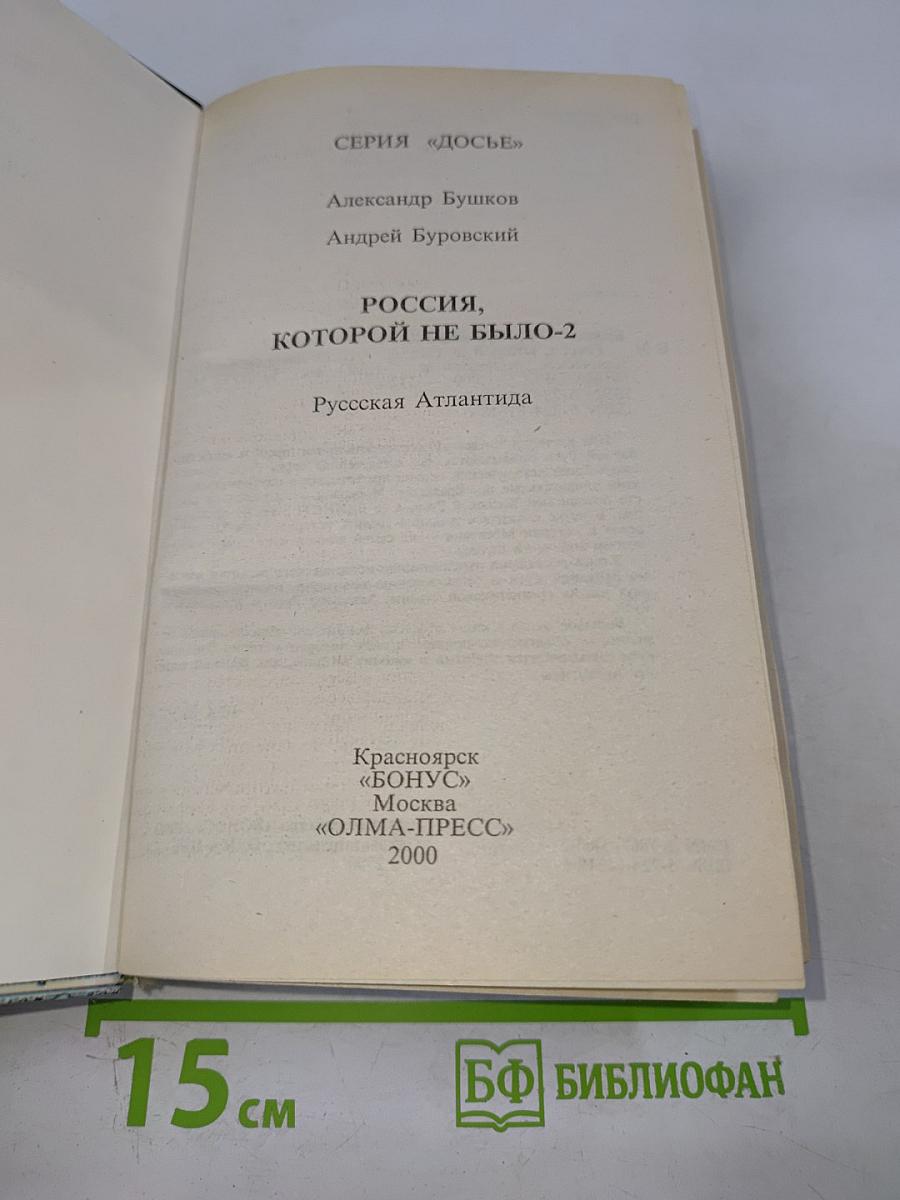 СЕРИЯ «ДОСЬЕ»
Александр Бушков
Андрей Буровский
РОССИЯ,
КОТОРОЙ НЕ БЫЛО-2
Руссская Атлантида
Красноярск
«БОНУС»
Москва
«ОЛМА-ПРЕСС»
2000
15 см
БФ БИБЛИОФАН